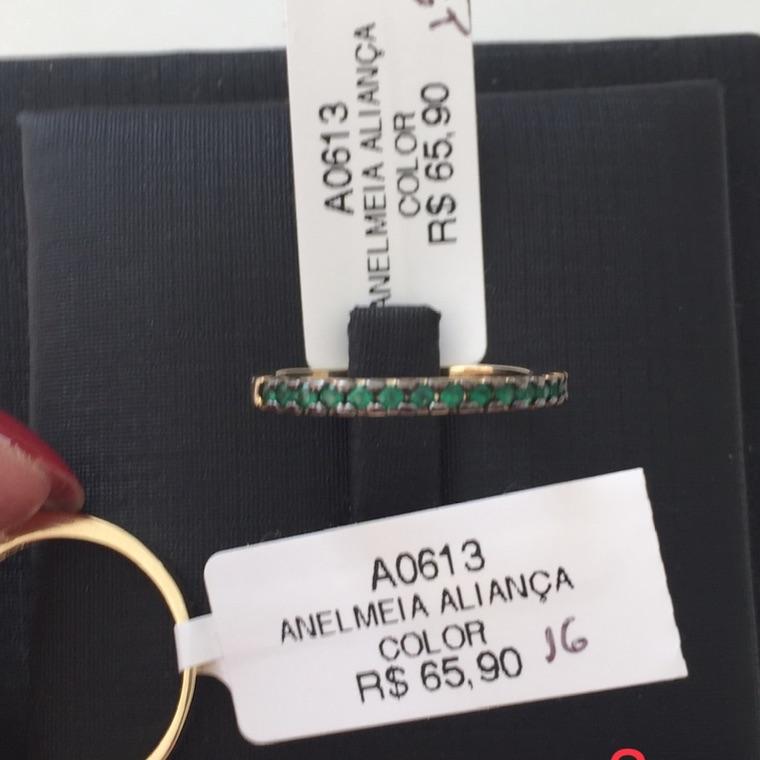 A0613
ANELMEIA ALIANÇA
COLOR
R$ 65,90
A0613
ANELMEIA ALIANÇA
COLOR
R$ 65,90 16